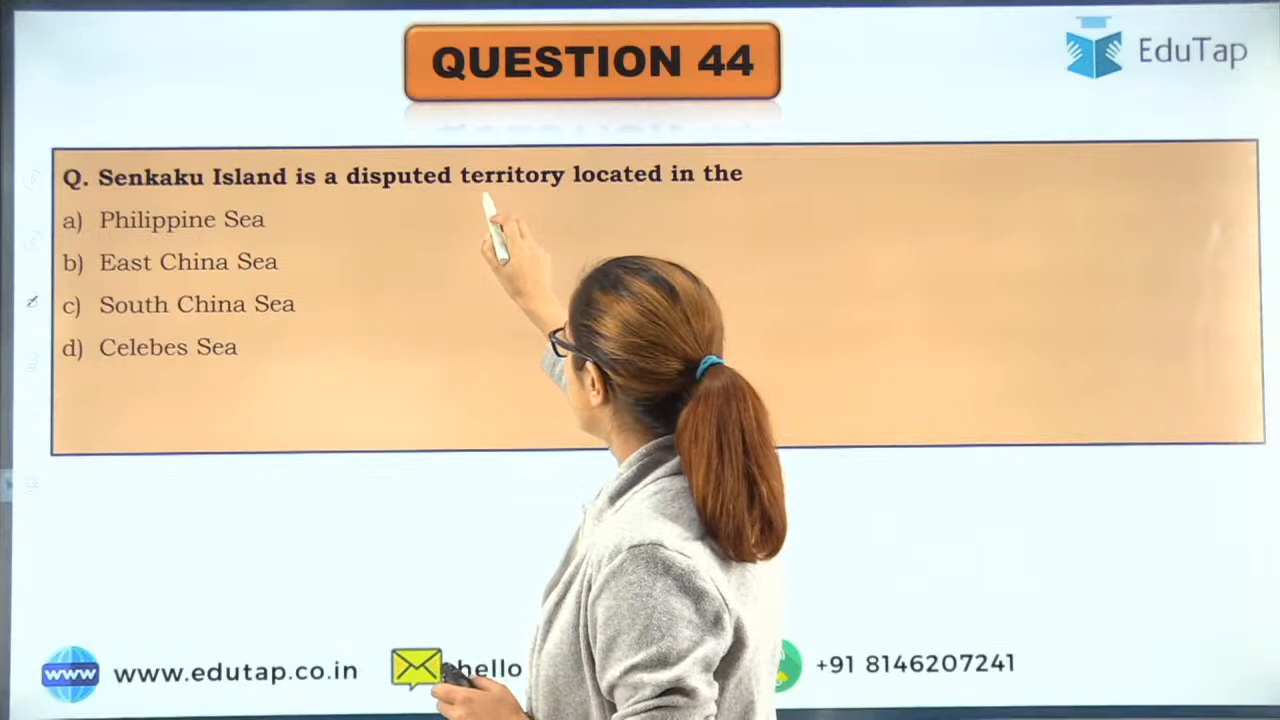 QUESTION 44
EduTap
Q. Senkaku Island is a disputed territory located in the
a) Philippine Sea
b) East China Sea
c) South China Sea
d) Celebes Sea
www
www.edutap.co.in
hello
+91 8146207241